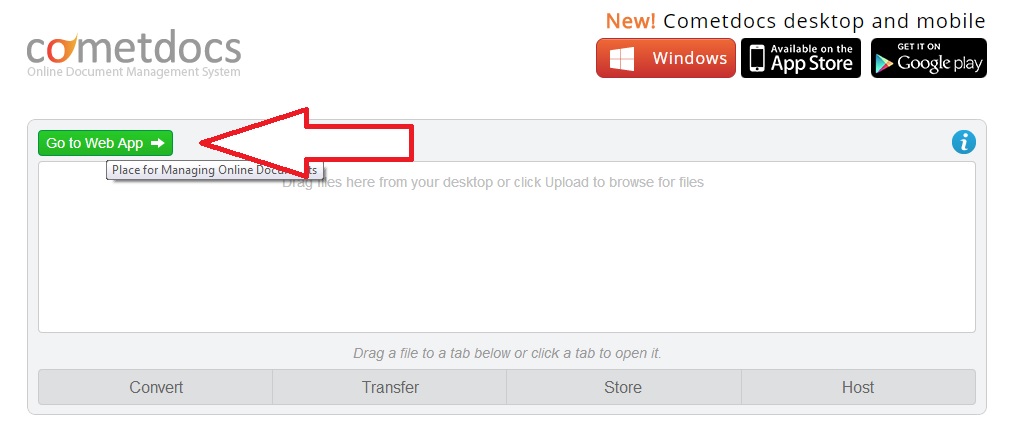 New! Cometdocs desktop and mobile
cometdocs
Online Document Management System
Windows
Available on the
App Store
GET IT ON
Google play
Go to Web App
Place for Managing Online Documents
Drag files here from your desktop or click Upload to browse for files
Drag a file to a tab below or click a tab to open it.
Convert
Transfer
Store
Host